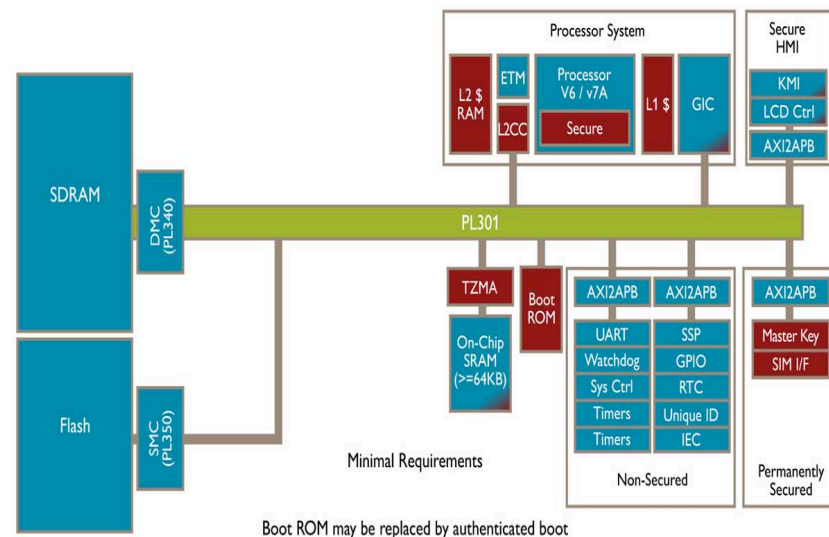 Processor System
Secure
HMI
L2 $
RAM
ETM
L2CC
Processor
V6 / v7A
Secure
L1 $
GIC
KMI
LCD Ctrl
AXI2APB
SDRAM
DMC
(PL340)
PL301
TZMA
On-Chip
SRAM
(>=64KB)
Boot
ROM
AXI2APB
UART
Watchdog
Sys Ctrl
Timers
Timers
AXI2APB
SSP
GPIO
RTC
Unique ID
IEC
Non-Secured
AXI2APB
Master Key
SIM I/F
Permanently
Secured
Flash
SMC
(PL350)
Minimal Requirements
Boot ROM may be replaced by authenticated boot